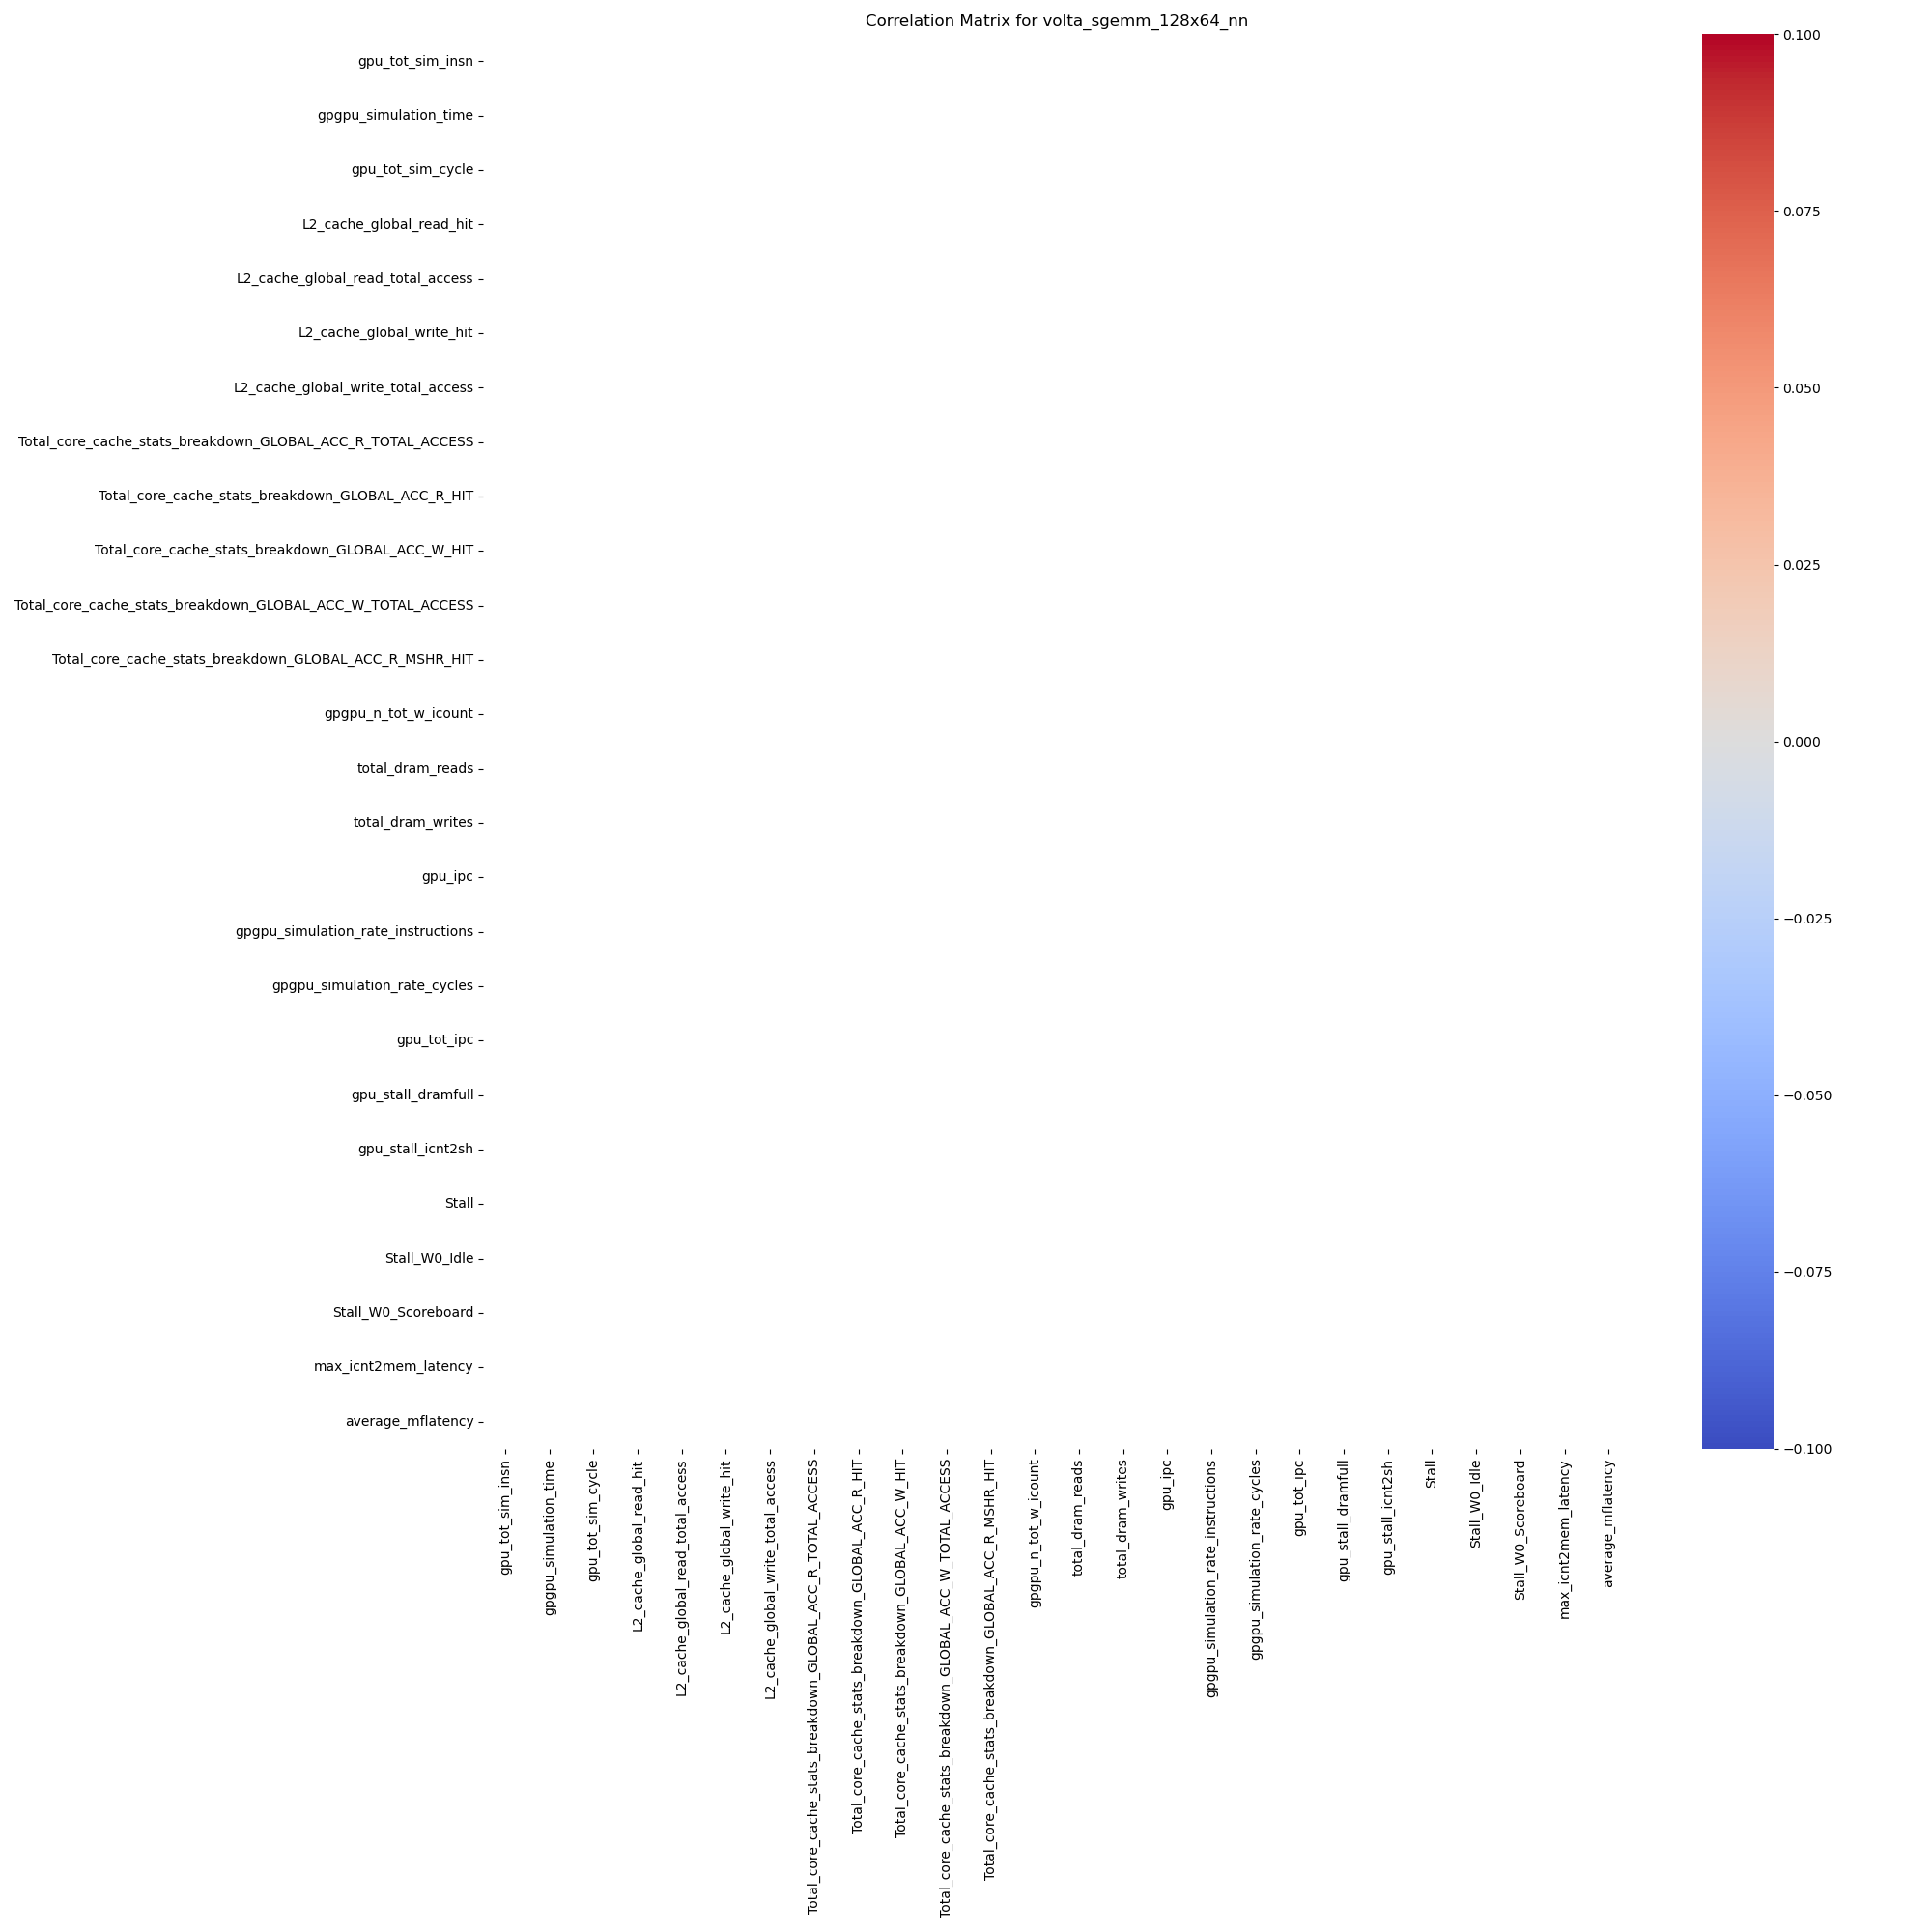 Correlation Matrix for volta_sgemm_128x64_nn
gpu_tot_sim_insn
gpgpu_simulation_time
gpu_tot_sim_cycle
L2_cache_global_read_hit
L2_cache_global_read_total_access
L2_cache_global_write_hit
L2_cache_global_write_total_access
Total_core_cache_stats_breakdown_GLOBAL_ACC_R_TOTAL_ACCESS
Total_core_cache_stats_breakdown_GLOBAL_ACC_R_HIT
Total_core_cache_stats_breakdown_GLOBAL_ACC_W_HIT
Total_core_cache_stats_breakdown_GLOBAL_ACC_W_TOTAL_ACCESS
Total_core_cache_stats_breakdown_GLOBAL_ACC_R_MSHR_HIT
gpgpu_n_tot_w_icount
total_dram_reads
total_dram_writes
gpu_ipc
gpgpu_simulation_rate_instructions
gpgpu_simulation_rate_cycles
gpu_tot_ipc
gpu_stall_dramfull
gpu_stall_icnt2sh
Stall
Stall_W0_Idle
Stall_W0_Scoreboard
max_icnt2mem_latency
average_mflatency
gpu_tot_sim_insn
gpgpu_simulation_time
gpu_tot_sim_cycle
L2_cache_global_read_hit
L2_cache_global_read_total_access
L2_cache_global_write_hit
L2_cache_global_write_total_access
Total_core_cache_stats_breakdown_GLOBAL_ACC_R_TOTAL_ACCESS
Total_core_cache_stats_breakdown_GLOBAL_ACC_R_HIT
Total_core_cache_stats_breakdown_GLOBAL_ACC_W_HIT
Total_core_cache_stats_breakdown_GLOBAL_ACC_W_TOTAL_ACCESS
Total_core_cache_stats_breakdown_GLOBAL_ACC_R_MSHR_HIT
gpgpu_n_tot_w_icount
total_dram_reads
total_dram_writes
gpu_ipc
gpgpu_simulation_rate_instructions
gpgpu_simulation_rate_cycles
gpu_tot_ipc
gpu_stall_dramfull
gpu_stall_icnt2sh
Stall
Stall_W0_Idle
Stall_W0_Scoreboard
max_icnt2mem_latency
average_mflatency
0.100
0.075
0.050
0.025
0.000
−0.025
−0.050
−0.075
−0.100